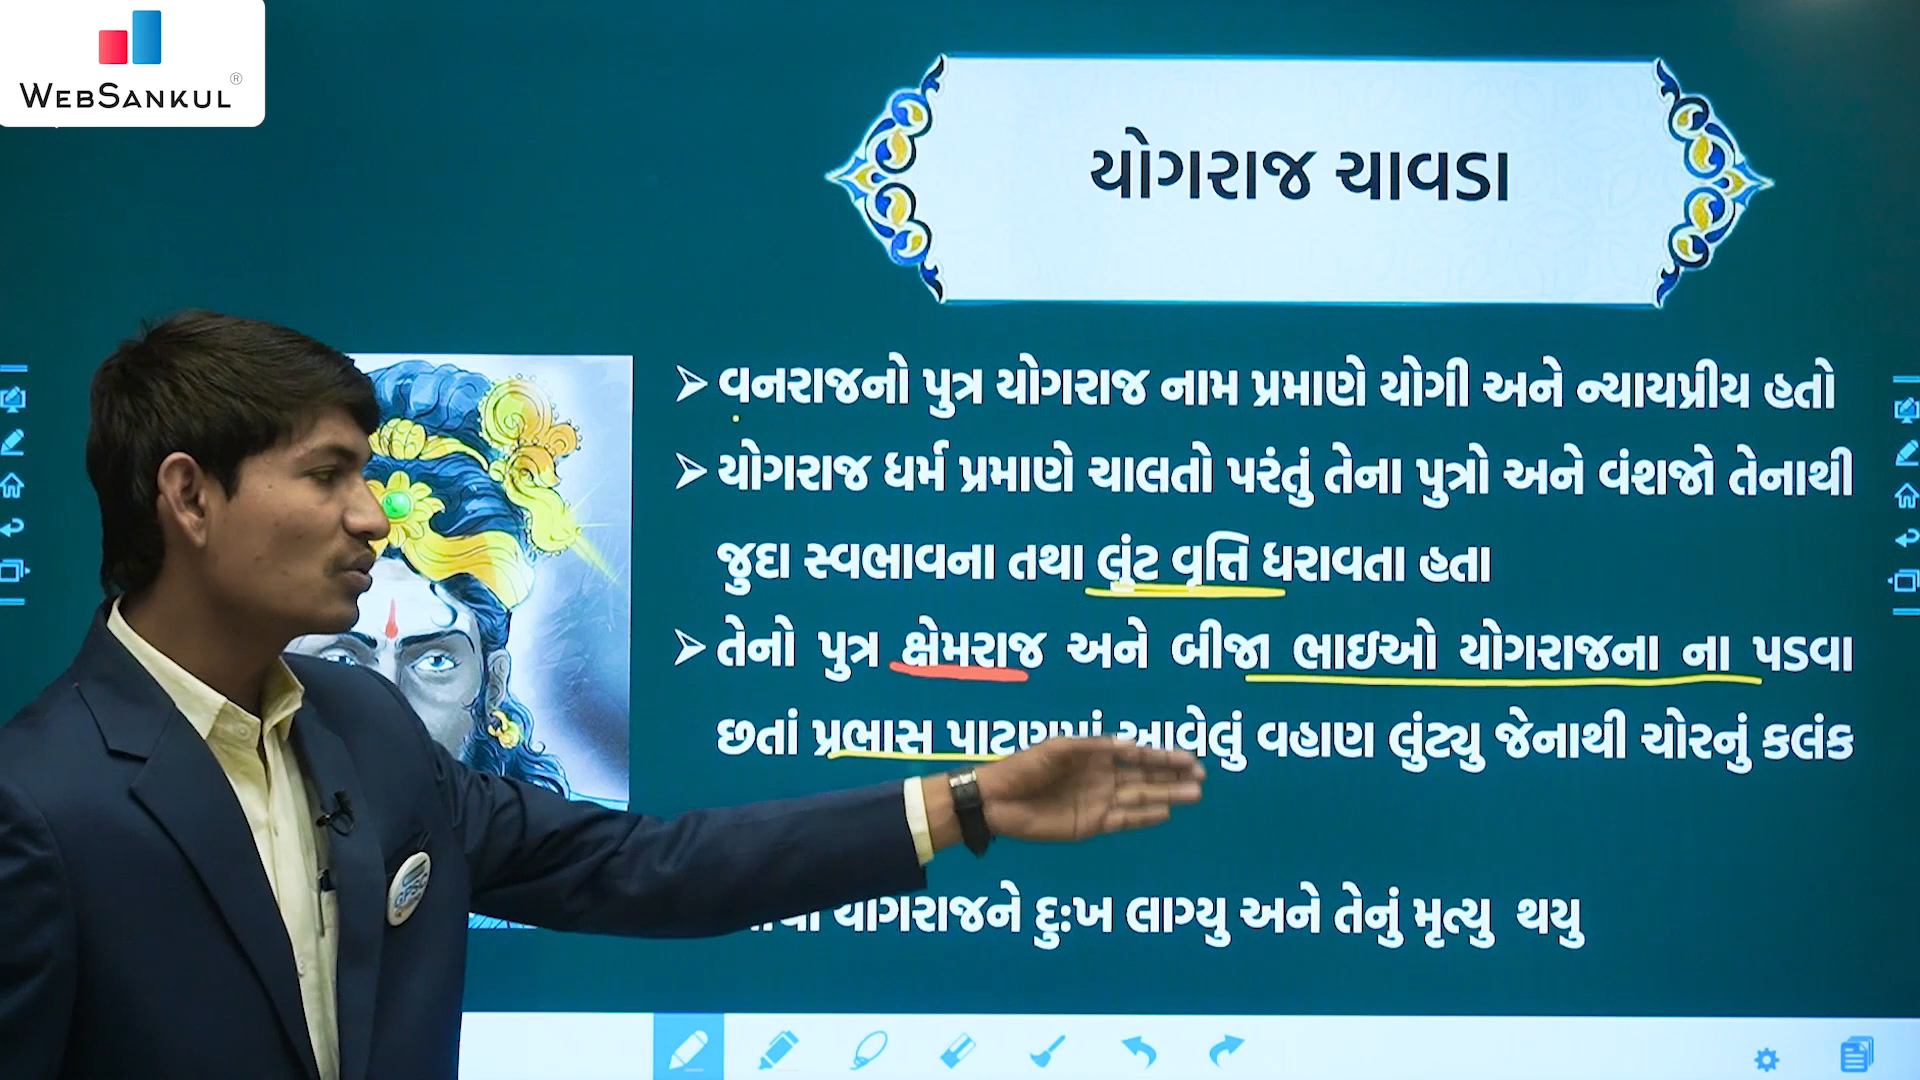 WEBSANKUL®
યોગરાજ ચાવડા
➢ વનરાજનો પુત્ર યોગરાજ નામ પ્રમાણે યોગી અને ન્યાયપ્રીય હતો
➢ યોગરાજ ધર્મ પ્રમાણે ચાલતો પરંતુ તેના પુત્રો અને વંશજો તેનાથી
જુદા સ્વભાવના તથા લુંટ વૃત્તિ ધરાવતા હતા
➢ તેનો પુત્ર ક્ષેમરાજ અને બીજા ભાઇઓ યોગરાજના ના પડવા
છતાં પ્રભાસ પાટણમાં આવેલું વહાણ લુંટ્યુ જેનાથી ચોરનું કલંક
યોગરાજને દુઃખ લાગ્યુ અને તેનું મૃત્યુ થયુ